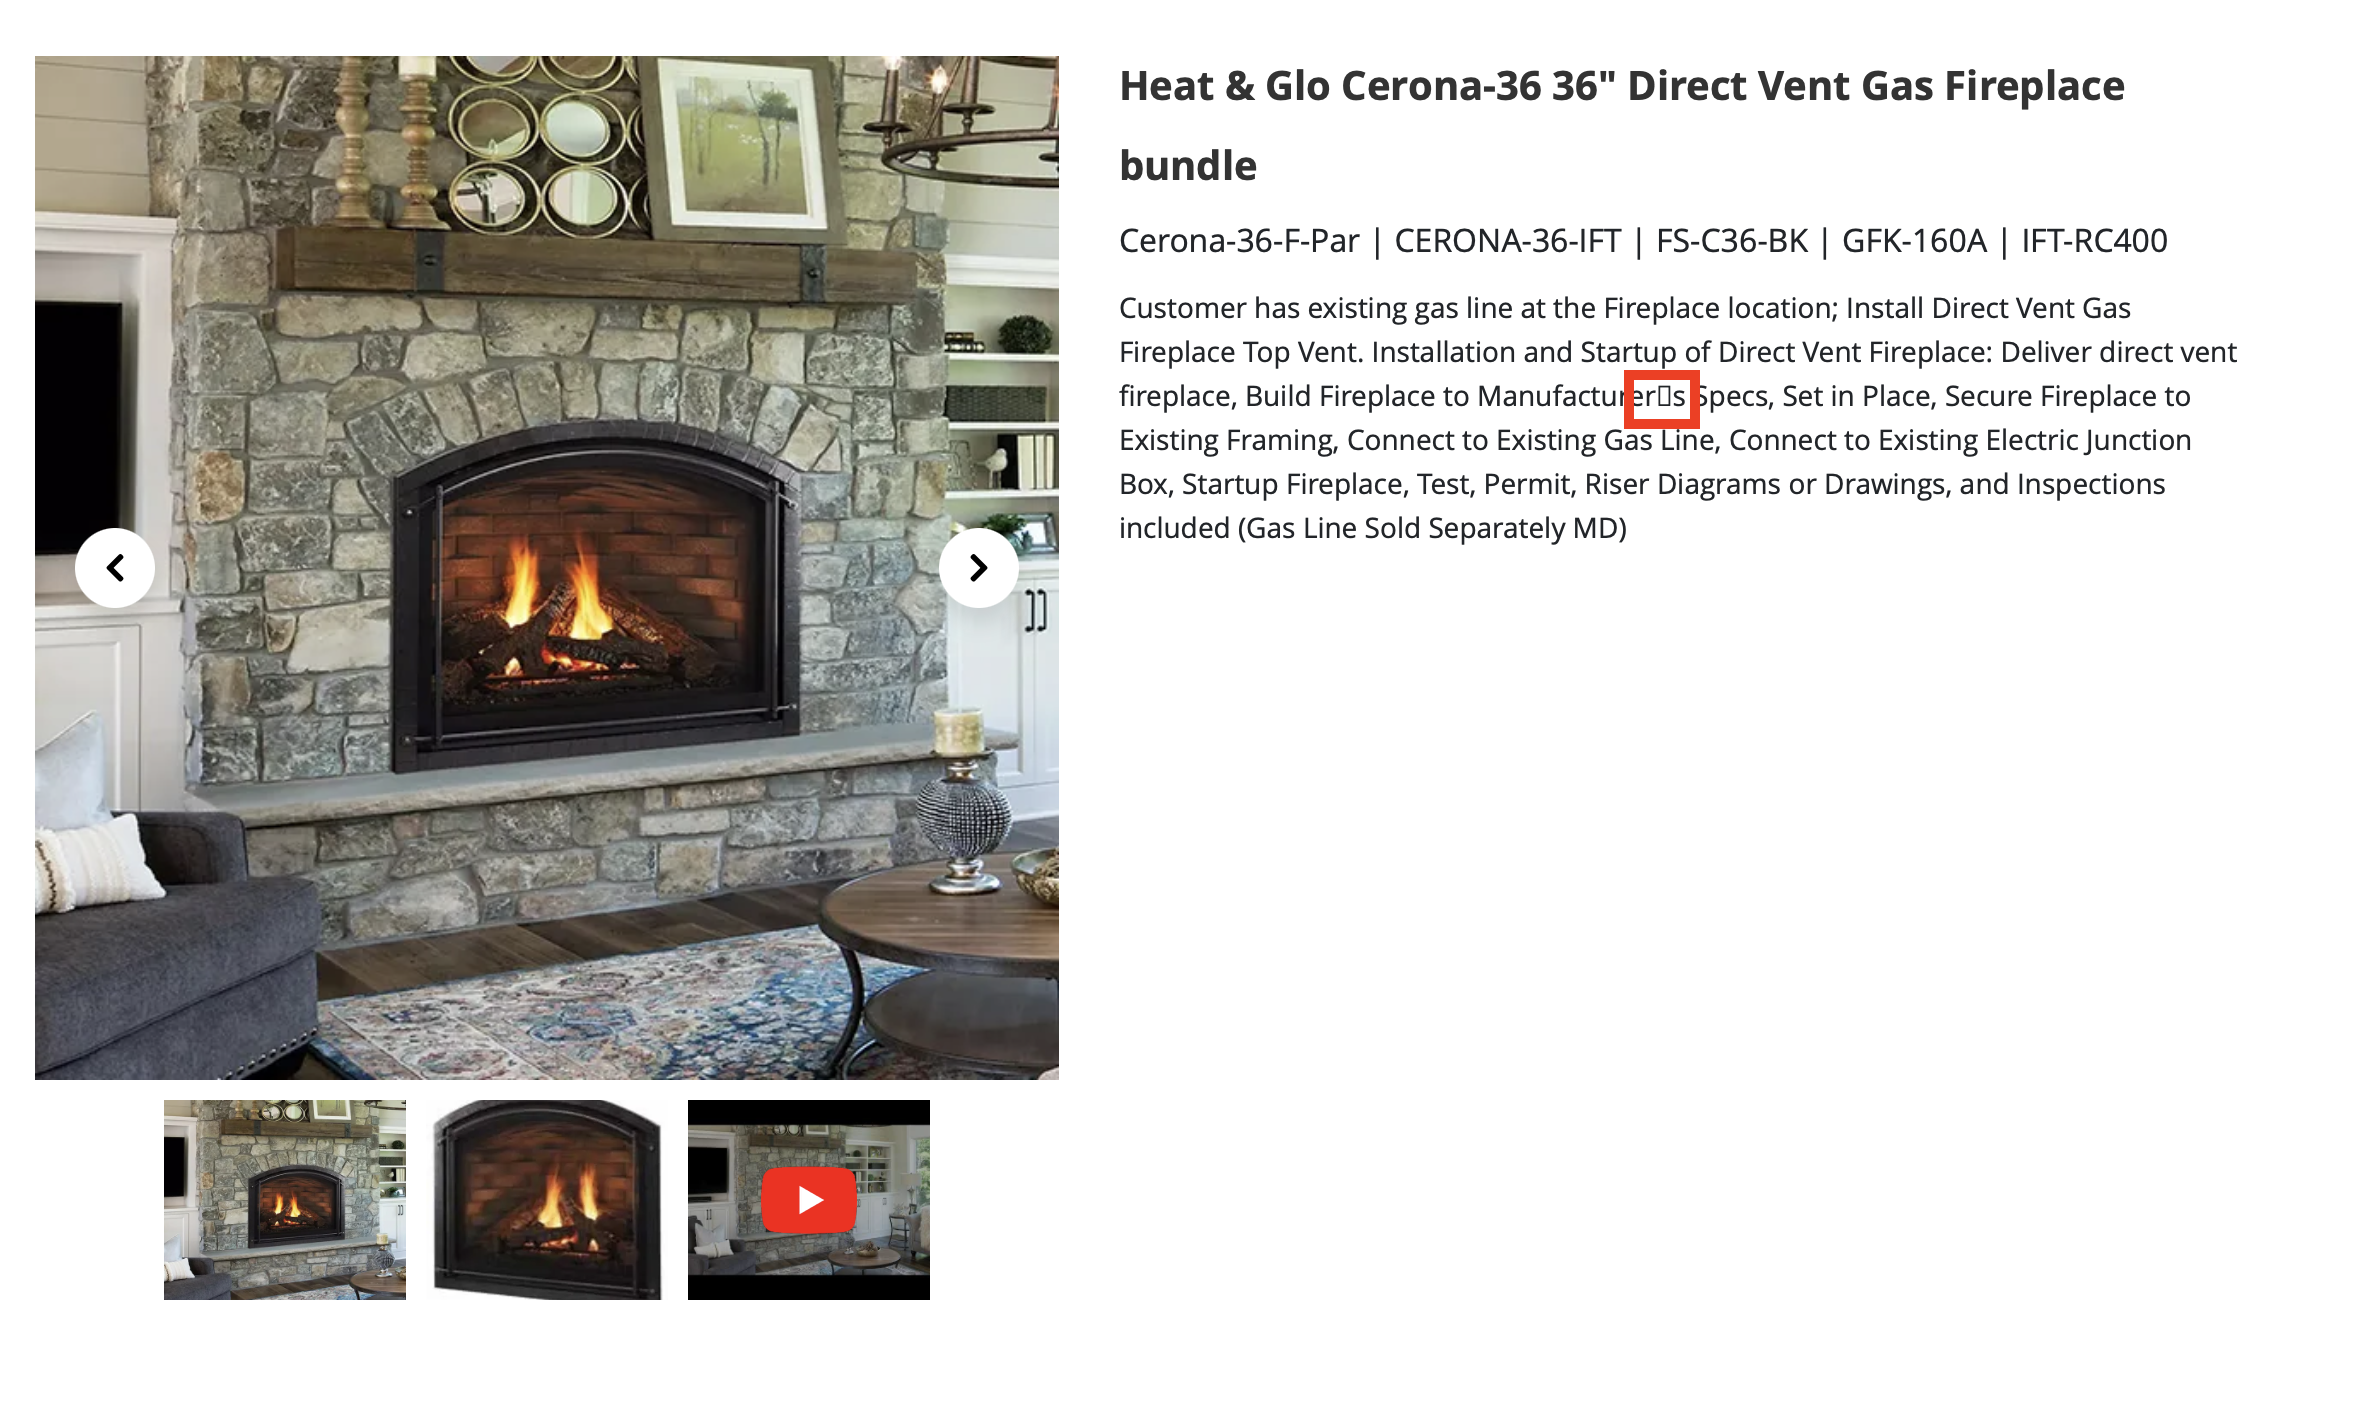 Heat & Glo Cerona-36 36" Direct Vent Gas Fireplace
bundle
Cerona-36-F-Par | CERONA-36-IFT | FS-C36-BK | GFK-160A | IFT-RC400
Customer has existing gas line at the Fireplace location; Install Direct Vent Gas
Fireplace Top Vent. Installation and Startup of Direct Vent Fireplace: Deliver direct vent
fireplace, Build Fireplace to Manufacturer▯s Specs, Set in Place, Secure Fireplace to
Existing Framing, Connect to Existing Gas Line, Connect to Existing Electric Junction
Box, Startup Fireplace, Test, Permit, Riser Diagrams or Drawings, and Inspections
included (Gas Line Sold Separately MD)